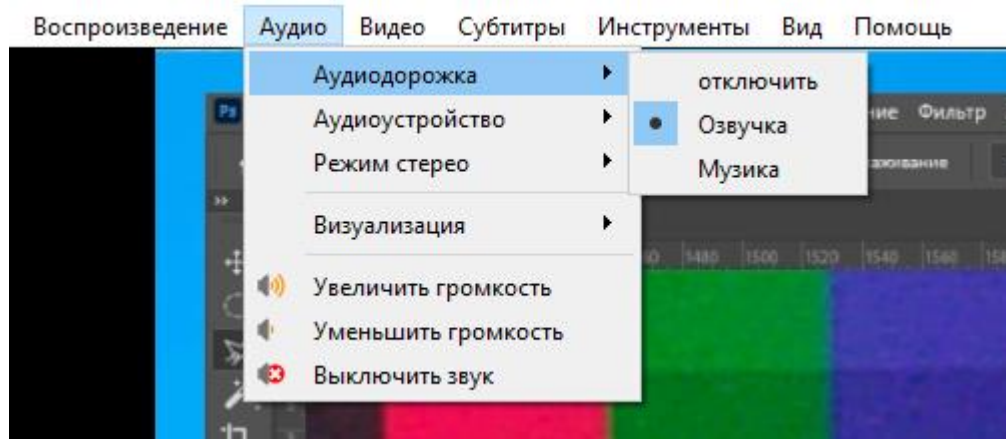 Воспроизведение Аудио Видео Субтитры Инструменты Вид Помощь
Аудиодорожка
отключить
Ps
Фильтр
Аудиоустройство
Озвучка
Режим стерео
Музика
Визуализация
1480 1500 1520 1540 1560
Увеличить громкость
Уменьшить громкость
Выключить звук